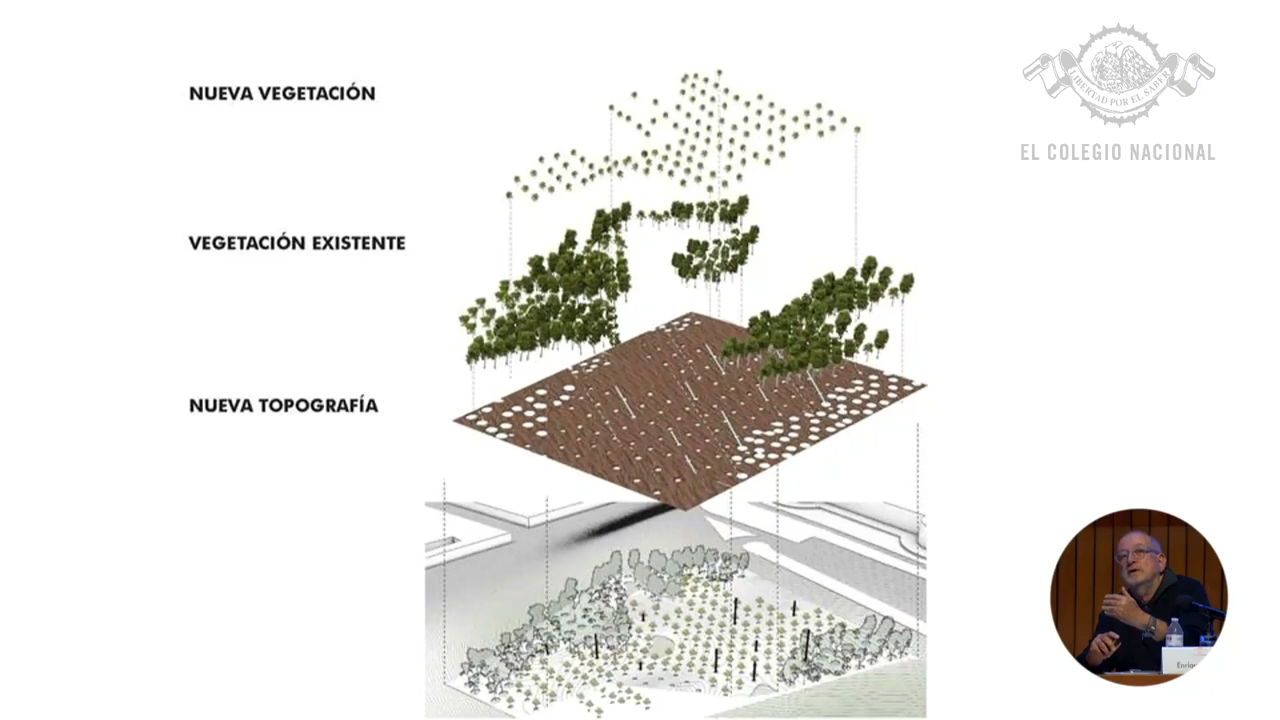 NUEVA VEGETACIÓN
VEGETACIÓN EXISTENTE
NUEVA TOPOGRAFÍA
LIBERTAD POR EL SABER
EL COLEGIO NACIONAL